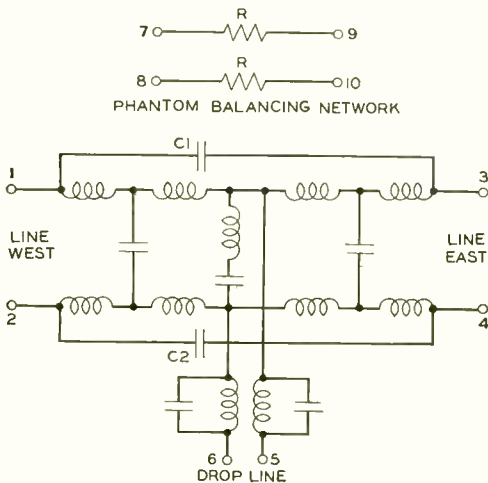 R
7 9
R
8 10
PHANTOM BALANCING NETWORK
C1
1 3
LINE WEST
LINE EAST
2 4
C2
6 5
DROP LINE